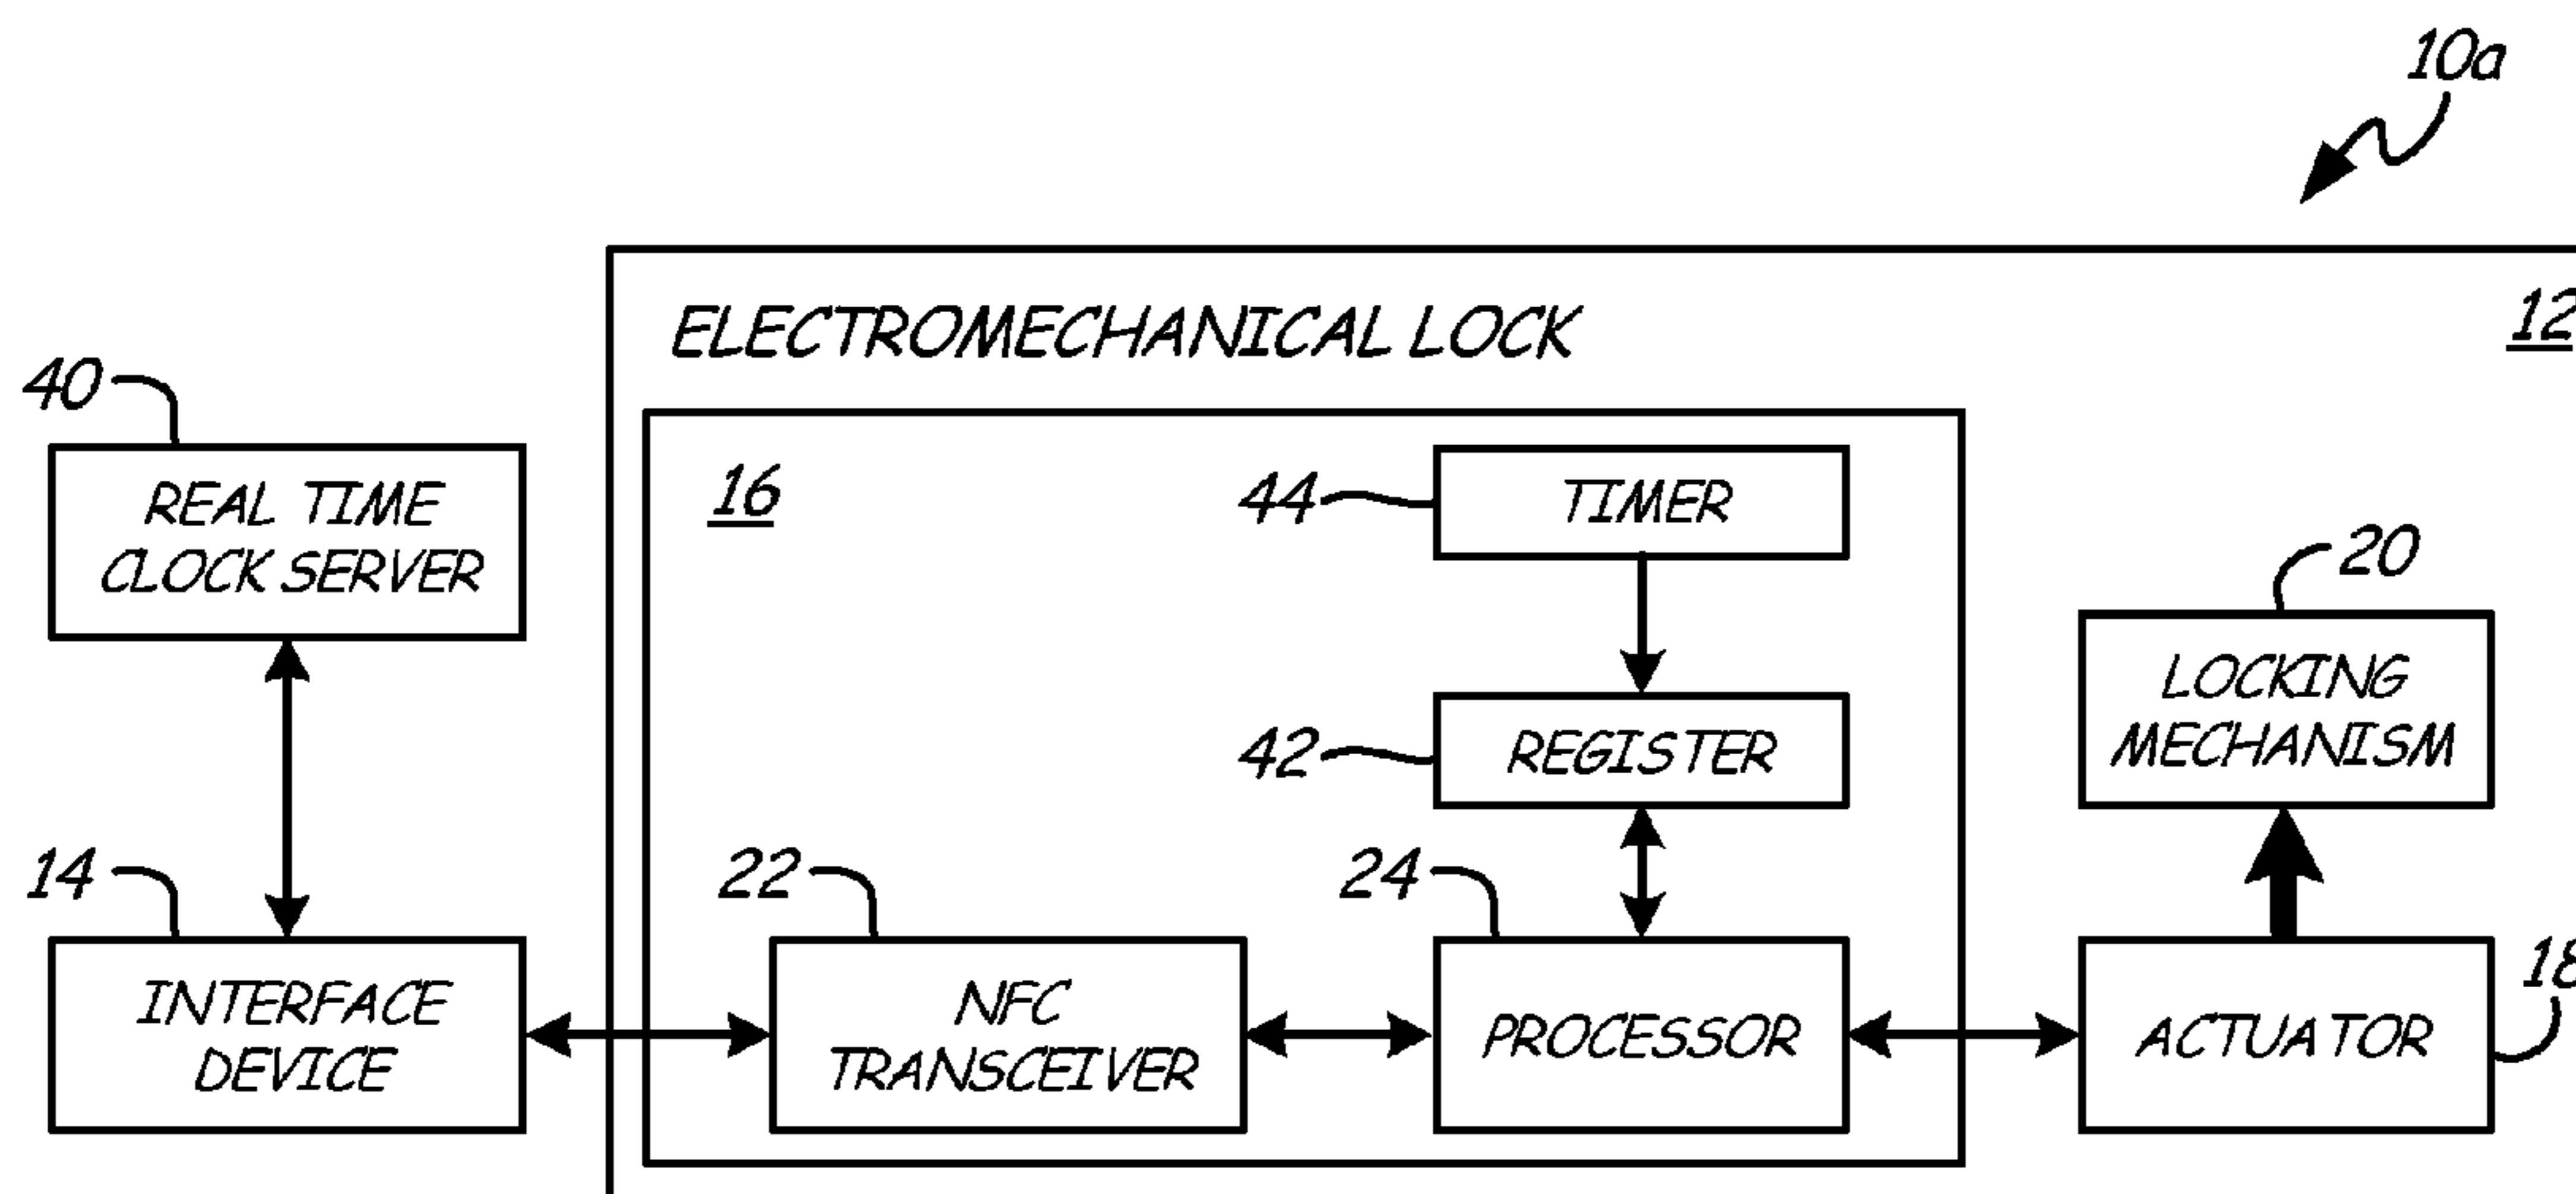 10a
ELECTROMECHANICAL LOCK
12
40
REAL TIME
CLOCK SERVER
16
44
TIMER
20
LOCKING
MECHANISM
42
REGISTER
14
INTERFACE
DEVICE
22
NFC
TRANSCEIVER
24
PROCESSOR
18
ACTUATOR